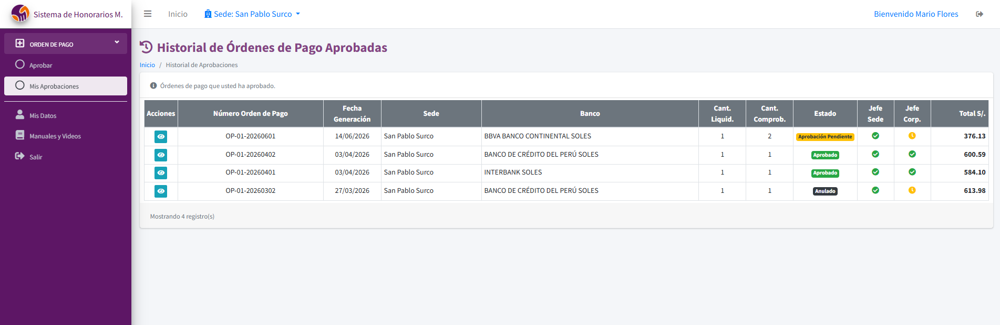 Sistema de Honorarios M.
Inicio
Sede: San Pablo Surco
Bienvenido Mario Flores
ORDEN DE PAGO
Aprobar
Mis Aprobaciones
Mis Datos
Manuales y Videos
Salir
Historial de Órdenes de Pago Aprobadas
Inicio / Historial de Aprobaciones
Órdenes de pago que usted ha aprobado.
Acciones Número Orden de Pago Fecha Generación Sede Banco Cant. Liquid. Cant. Comprob. Estado Jefe Sede Jefe Corp. Total S/.
OP-01-20260601 14/06/2026 San Pablo Surco BBVA BANCO CONTINENTAL SOLES 1 2 Aprobación Pendiente 376.13
OP-01-20260402 03/04/2026 San Pablo Surco BANCO DE CRÉDITO DEL PERÚ SOLES 1 1 Aprobado 600.59
OP-01-20260401 03/04/2026 San Pablo Surco INTERBANK SOLES 1 1 Aprobado 584.10
OP-01-20260302 27/03/2026 San Pablo Surco BANCO DE CRÉDITO DEL PERÚ SOLES 1 1 Anulado 613.98
Mostrando 4 registro(s)